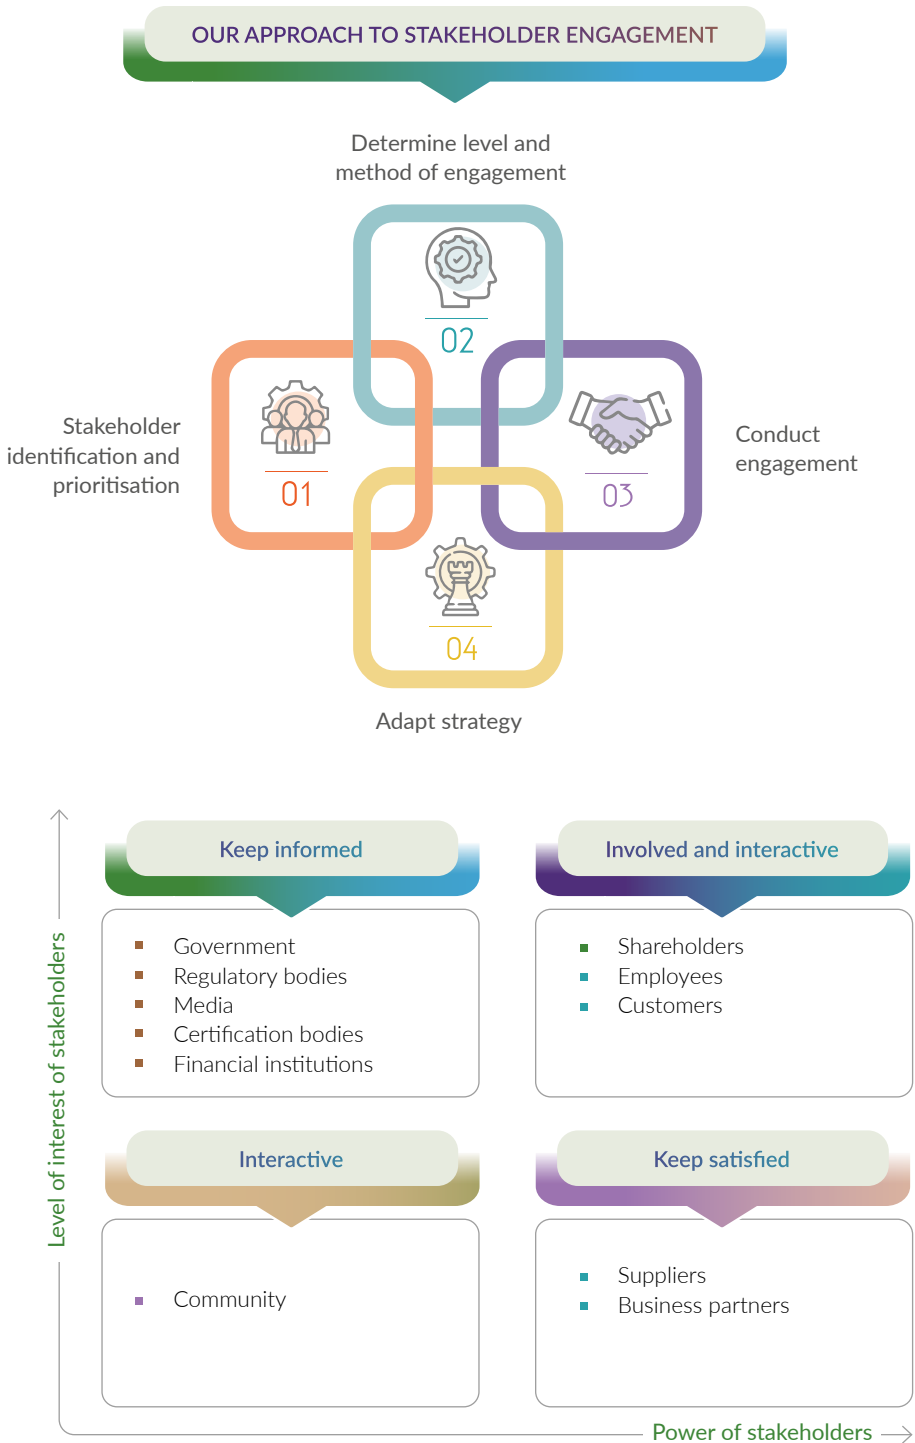 OUR APPROACH TO STAKEHOLDER ENGAGEMENT
Determine level and
method of engagement
02
Stakeholder
identification and
prioritisation
01
Conduct
engagement
03
04
Adapt strategy
Level of interest of stakeholders
Keep informed
Government
Regulatory bodies
Media
Certification bodies
Financial institutions
Involved and interactive
Shareholders
Employees
Customers
Interactive
Community
Keep satisfied
Suppliers
Business partners
Power of stakeholders